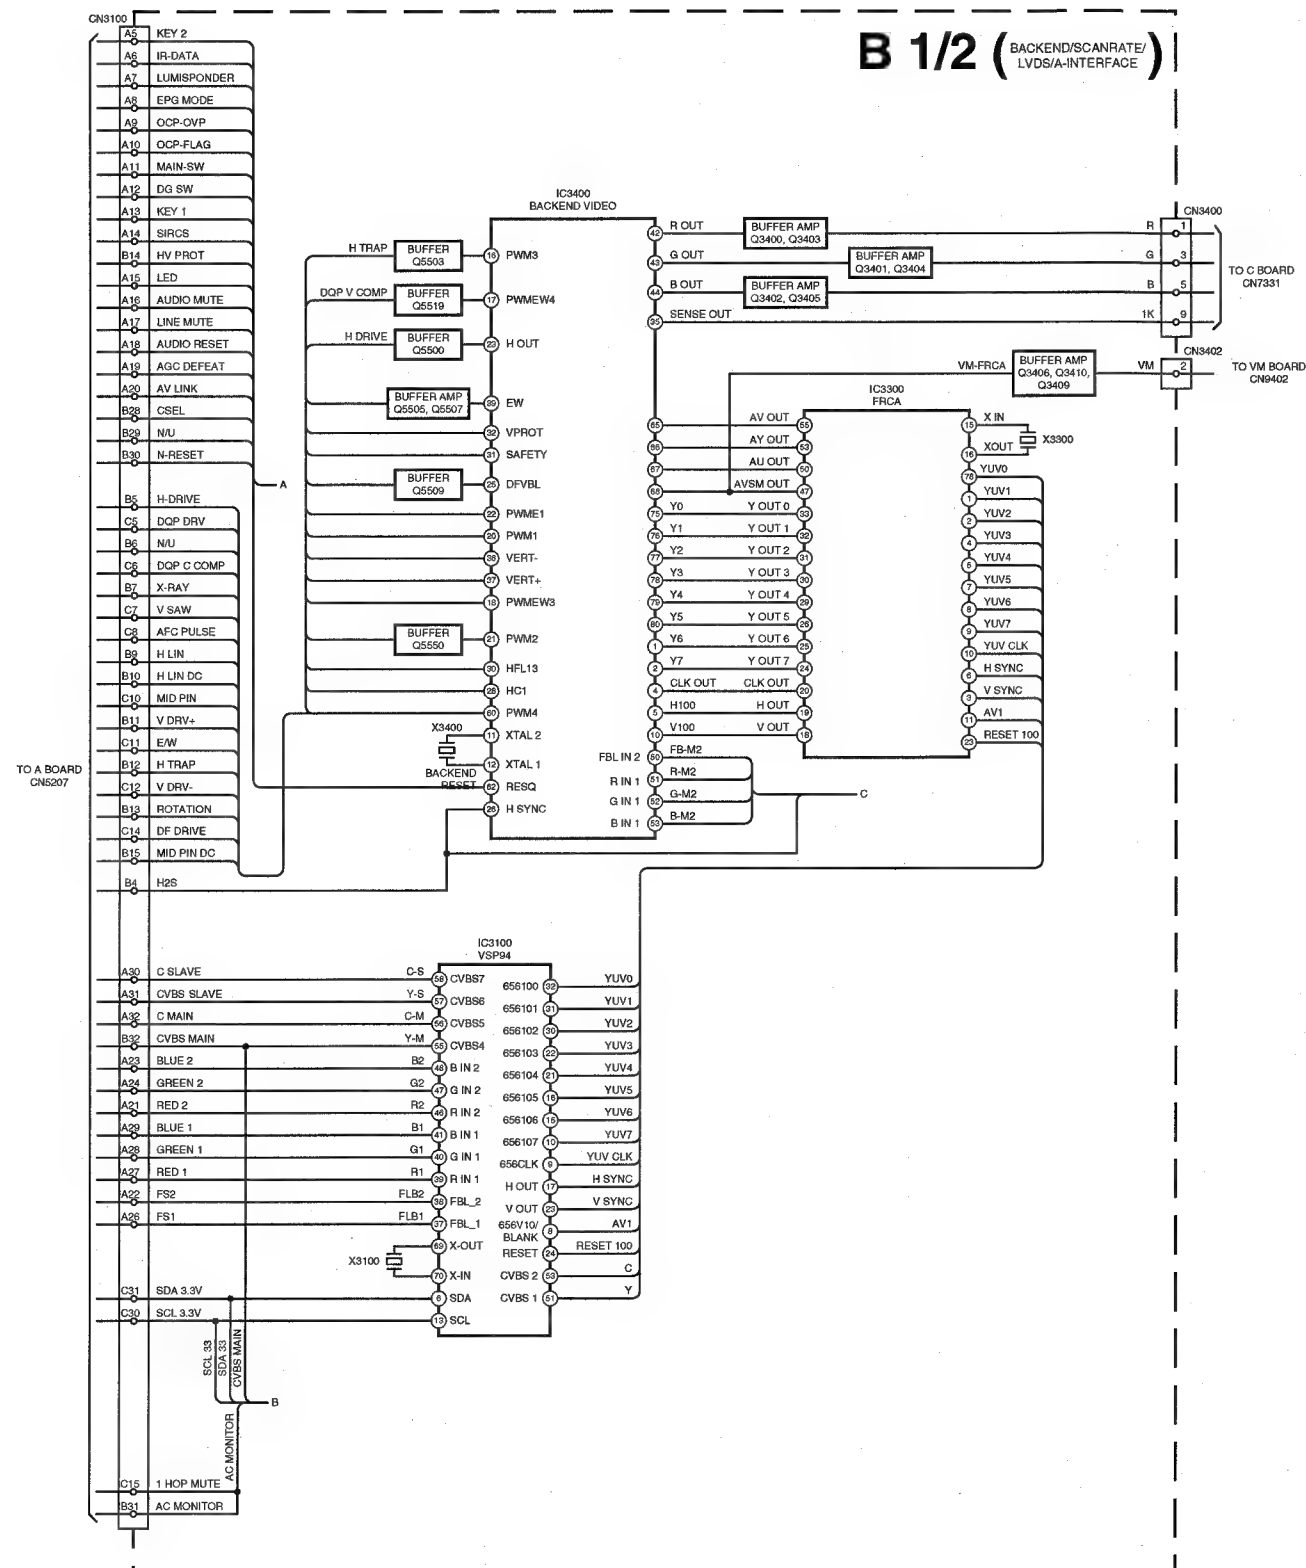 B 1/2 ( BACKEND/SCANRATE/
LVDS/A-INTERFACE )
CN3100
A5 KEY 2
A6 IR-DATA
A7 LUMISPONDER
A8 EPG MODE
A9 OCP-OVP
A10 OCP-FLAG
A11 MAIN-SW
A12 DG SW
A13 KEY 1
A14 SIRCS
B14 HV PROT
A15 LED
A16 AUDIO MUTE
A17 LINE MUTE
A18 AUDIO RESET
A19 AGC DEFEAT
A20 AV LINK
B28 CSEL
B29 N/U
B30 N-RESET
A
B5 H-DRIVE
C5 DQP DRV
B6 N/U
C6 DQP C COMP
B7 X-RAY
C7 V SAW
C8 AFC PULSE
B9 H LIN
B10 H LIN DC
C10 MID PIN
B11 V DRV+
C11 E/W
B12 H TRAP
C12 V DRV-
B13 ROTATION
C14 DF DRIVE
B15 MID PIN DC
B4 H2S
TO A BOARD
CN5207
IC3400
BACKEND VIDEO
H TRAP BUFFER
Q5503
16 PWM3
DQP V COMP BUFFER
Q5519
17 PWMEW4
H DRIVE BUFFER
Q5500
23 H OUT
BUFFER AMP
Q5505, Q5507
39 EW
32 VPROT
31 SAFETY
BUFFER
Q5509
25 DFVBL
22 PWME1
20 PWM1
38 VERT-
37 VERT+
18 PWMEW3
BUFFER
Q5550
21 PWM2
30 HFL13
28 HC1
60 PWM4
X3400
11 XTAL 2
12 XTAL 1
BACKEND
RESET
62 RESQ
26 H SYNC
42 R OUT
BUFFER AMP
Q3400, Q3403
R 1
43 G OUT
BUFFER AMP
Q3401, Q3404
G 3
44 B OUT
BUFFER AMP
Q3402, Q3405
B 5
35 SENSE OUT
1K 9
CN3400
TO C BOARD
CN7331
CN3402
VM-FRCA
BUFFER AMP
Q3406, Q3410,
Q3409
VM 2
TO VM BOARD
CN9402
IC3300
FRCA
65 AV OUT 55
66 AY OUT 53
67 AU OUT 50
68 AVSM OUT 47
75 Y0 Y OUT 0 33
76 Y1 Y OUT 1 32
77 Y2 Y OUT 2 31
78 Y3 Y OUT 3 30
79 Y4 Y OUT 4 29
80 Y5 Y OUT 5 26
1 Y6 Y OUT 6 25
2 Y7 Y OUT 7 24
4 CLK OUT CLK OUT 20
5 H100 H OUT 19
10 V100 V OUT 18
FBL IN 2 50 FB-M2
R IN 1 51 R-M2
G IN 1 52 G-M2
B IN 1 53 B-M2
C
15 X IN
16 XOUT
X3300
78 YUV0
1 YUV1
2 YUV2
4 YUV3
5 YUV4
7 YUV5
8 YUV6
9 YUV7
10 YUV CLK
6 H SYNC
3 V SYNC
11 AV1
23 RESET 100
IC3100
VSP94
A30 C SLAVE C-S 58 CVBS7
A31 CVBS SLAVE Y-S 57 CVBS6
A32 C MAIN C-M 56 CVBS5
B32 CVBS MAIN Y-M 55 CVBS4
A23 BLUE 2 B2 48 B IN 2
A24 GREEN 2 G2 47 G IN 2
A21 RED 2 R2 46 R IN 2
A29 BLUE 1 B1 41 B IN 1
A28 GREEN 1 G1 40 G IN 1
A27 RED 1 R1 39 R IN 1
A22 FS2 FLB2 38 FBL_2
A26 FS1 FLB1 37 FBL_1
X3100
69 X-OUT
70 X-IN
C31 SDA 3.3V 6 SDA
C30 SCL 3.3V 13 SCL
656100 32 YUV0
656101 31 YUV1
656102 30 YUV2
656103 22 YUV3
656104 21 YUV4
656105 16 YUV5
656106 15 YUV6
656107 10 YUV7
656CLK 9 YUV CLK
H OUT 17 H SYNC
V OUT 23 V SYNC
656V10/
BLANK 8 AV1
RESET 24 RESET 100
CVBS 2 53 C
CVBS 1 51 Y
SCL 33
SDA 33
CVBS MAIN
B
AC MONITOR
C15 1 HOP MUTE
B31 AC MONITOR